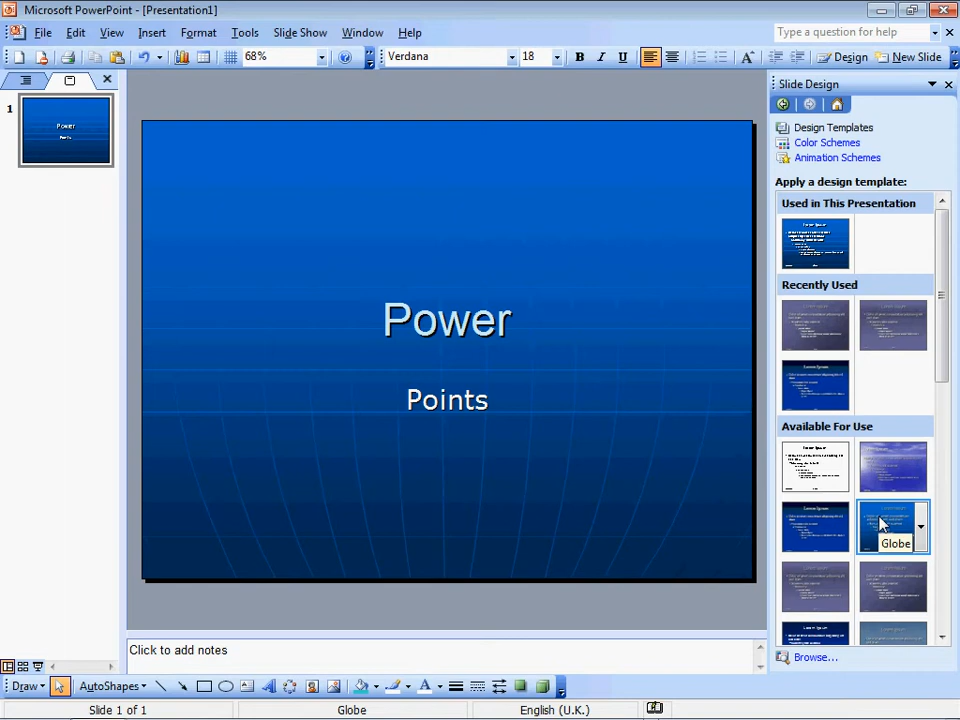 Microsoft PowerPoint - [Presentation1]
File Edit View Insert Format Tools Slide Show Window Help
Type a question for help
68%
Verdana
18
B I U
Design
New Slide
Slide Design
1
Power
Points
Design Templates
Color Schemes
Animation Schemes
Apply a design template:
Used in This Presentation
Recently Used
Power
Points
Available For Use
Globe
Click to add notes
Browse...
Draw
AutoShapes
Slide 1 of 1
Globe
English (U.K.)